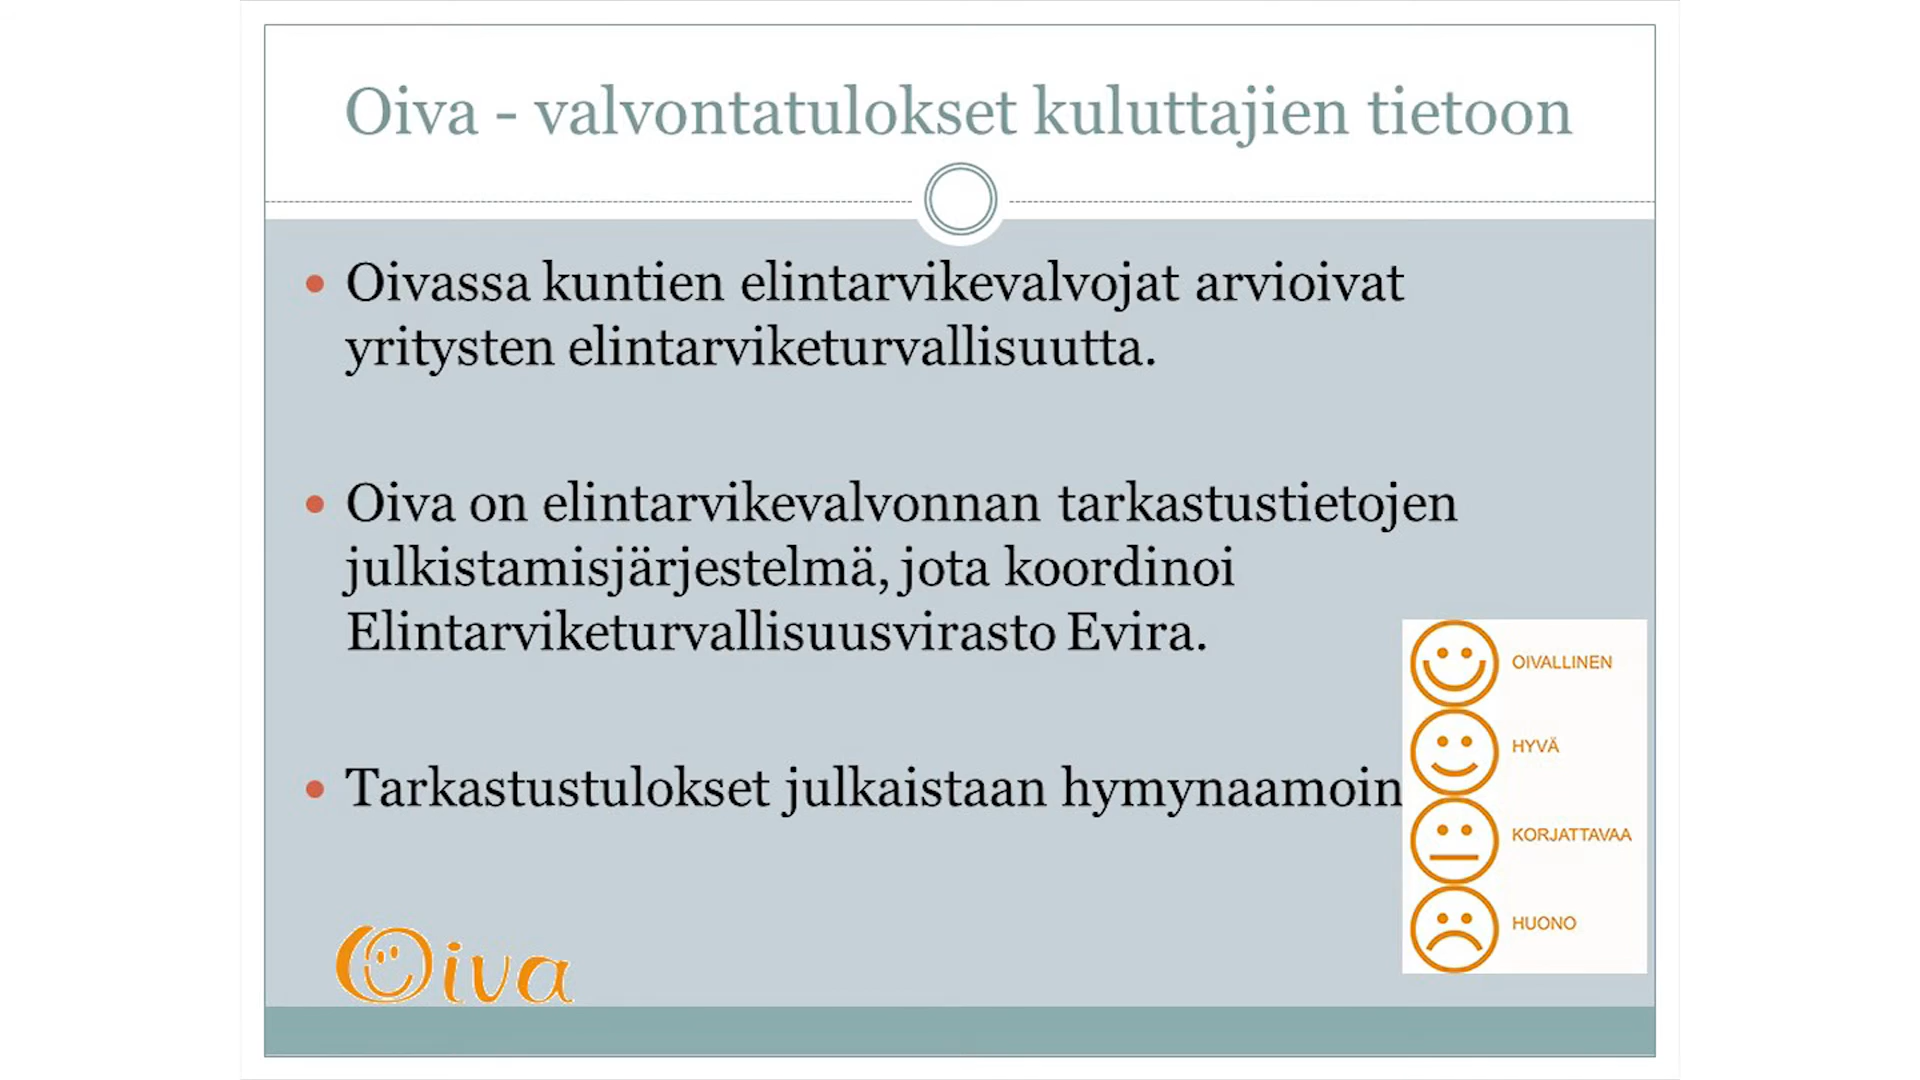 Oiva - valvontatulokset kuluttajien tietoon
Oivassa kuntien elintarvikevalvojat arvioivat
yritysten elintarviketurvallisuutta.
Oiva on elintarvikevalvonnan tarkastustietojen
julkistamisjärjestelmä, jota koordinoi
Elintarviketurvallisuusvirasto Evira.
Tarkastustulokset julkaistaan hymynaamoin
OIVALLINEN
HYVÄ
KORJATTAVAA
HUONO
Oiva